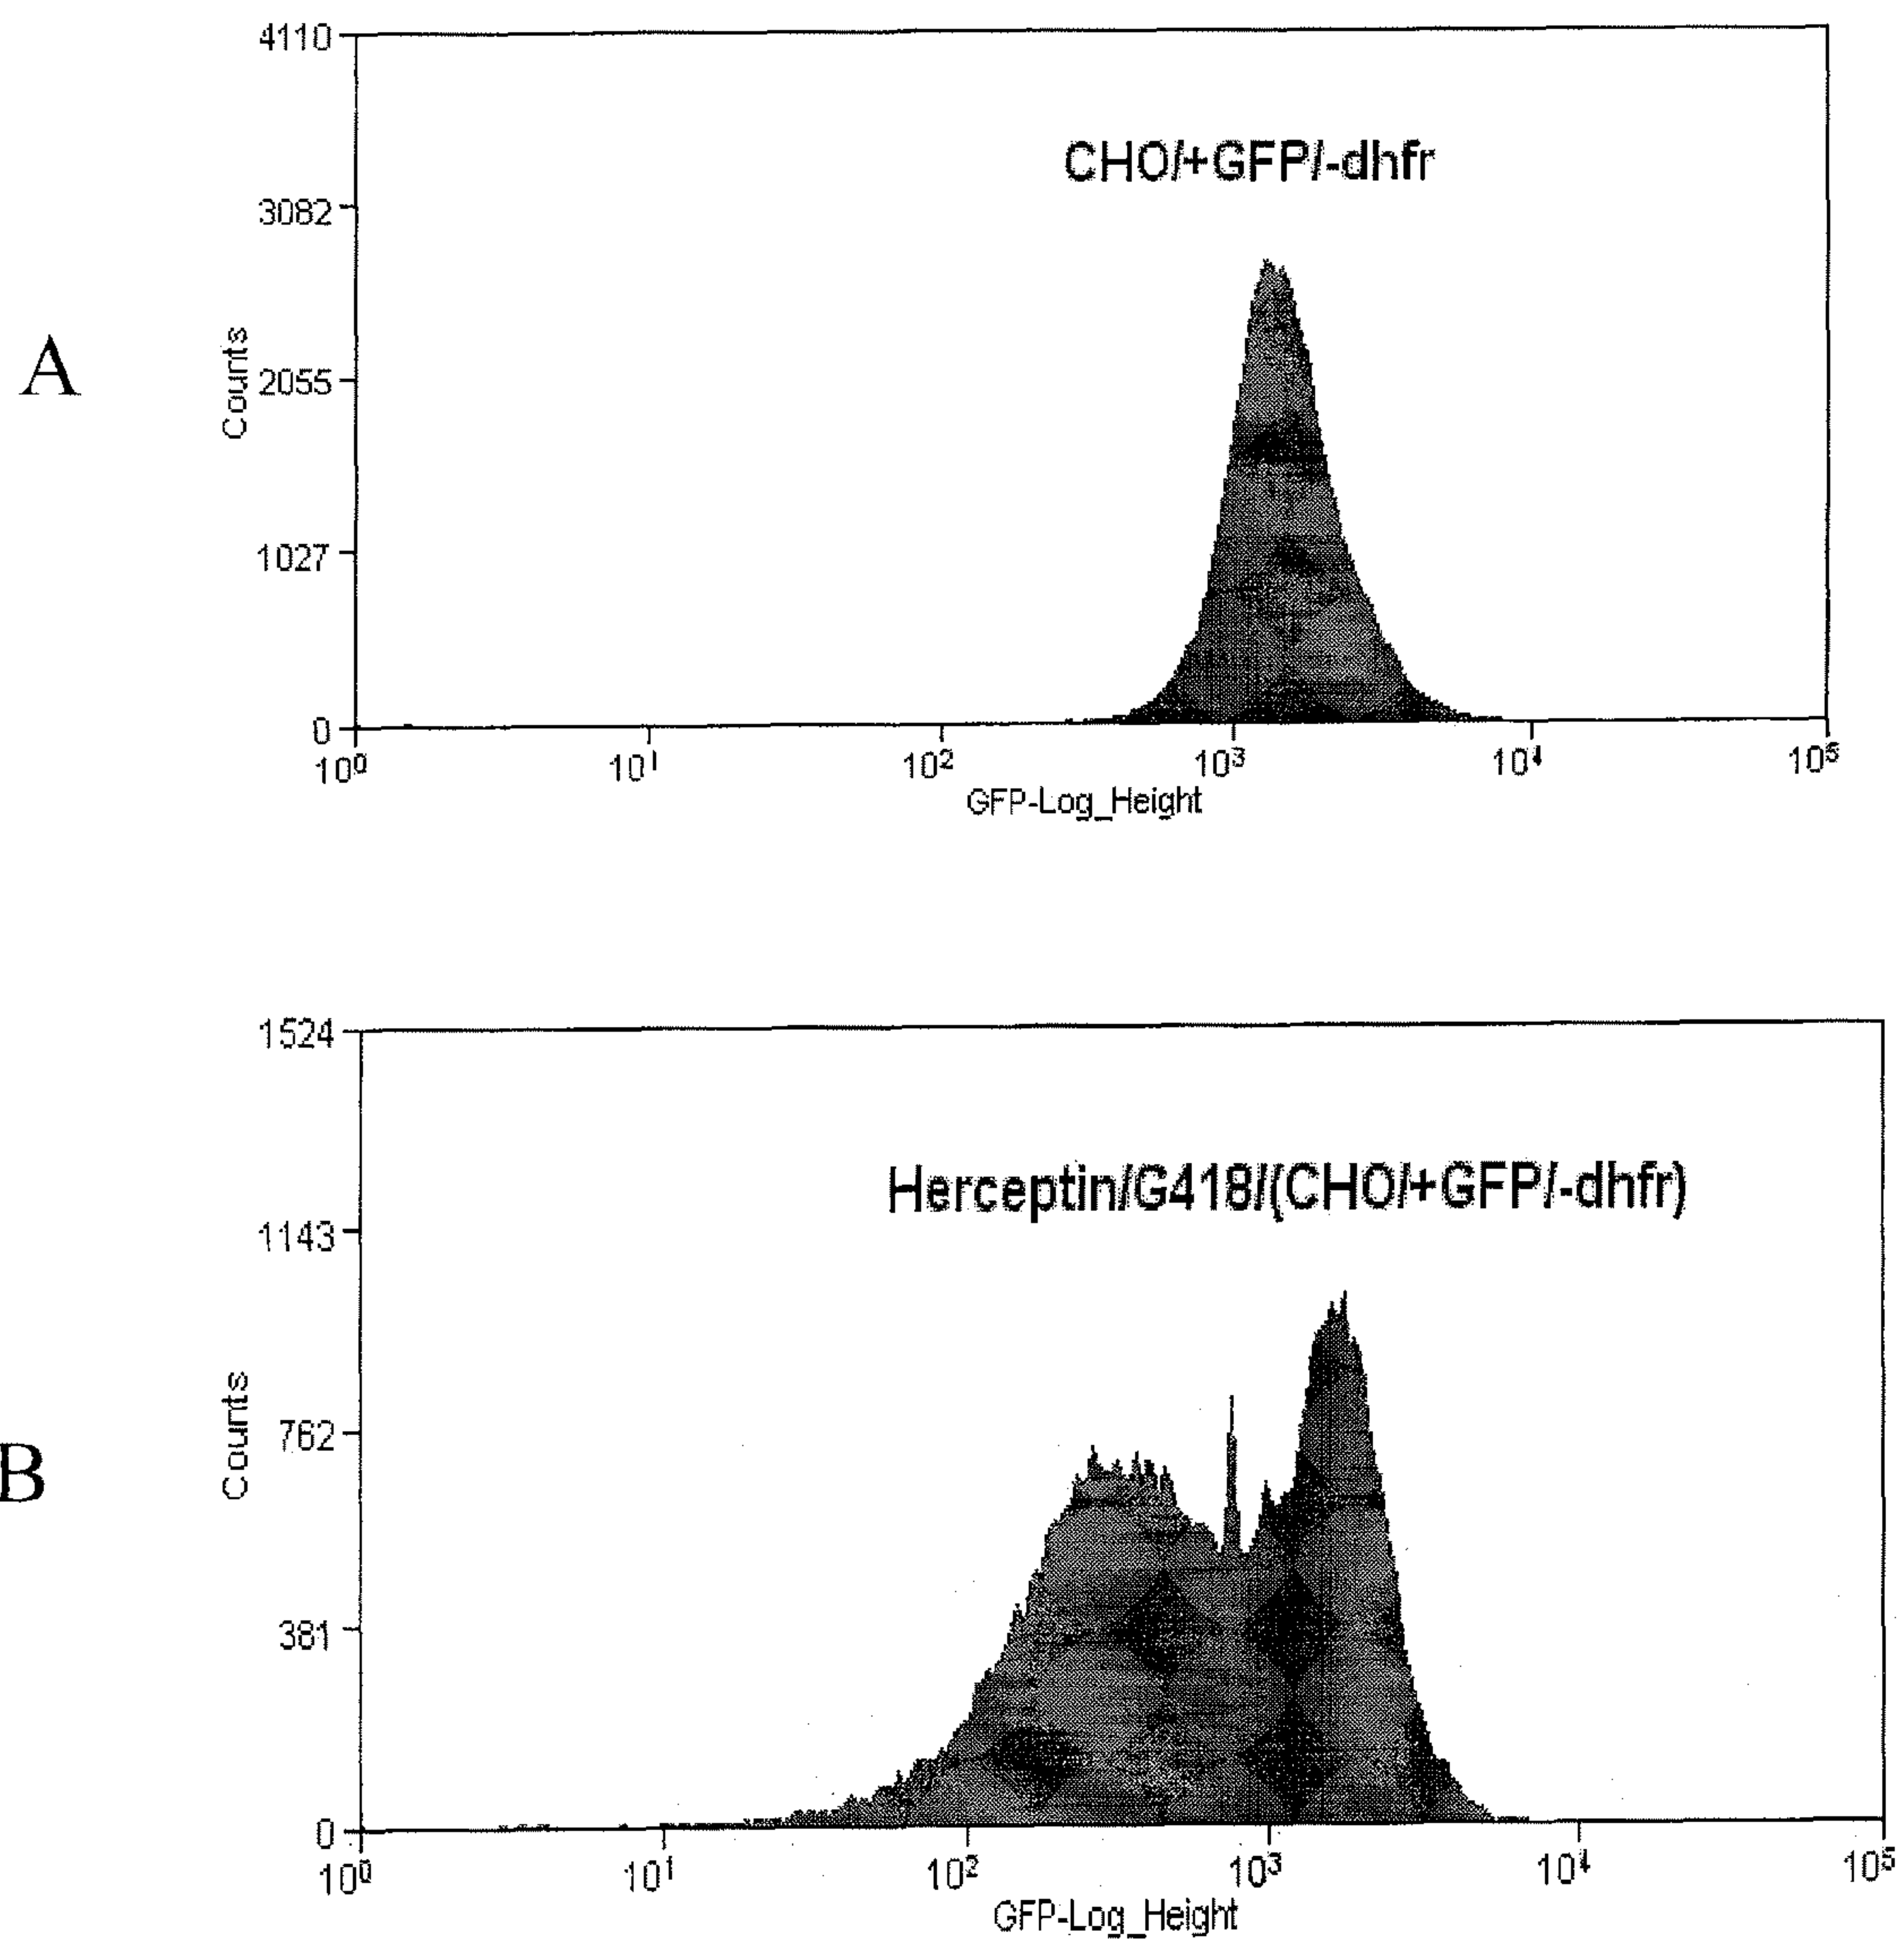 A
4110
3082
2055
1027
0
Counts
CHO/+GFP/-dhfr
10⁰ 10¹ 10² 10³ 10⁴ 10⁵
GFP-Log_Height
B
1524
1143
762
381
0
Counts
Herceptin/G418/(CHO/+GFP/-dhfr)
10⁰ 10¹ 10² 10³ 10⁴ 10⁵
GFP-Log_Height